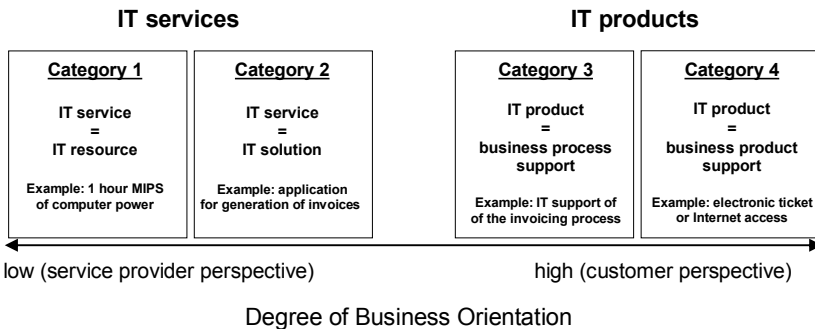 IT services
IT products
Category 1
IT service
=
IT resource
Example: 1 hour MIPS
of computer power
Category 2
IT service
=
IT solution
Example: application
for generation of invoices
Category 3
IT product
=
business process
support
Example: IT support of
of the invoicing process
Category 4
IT product
=
business product
support
Example: electronic ticket
or Internet access
low (service provider perspective)
high (customer perspective)
Degree of Business Orientation